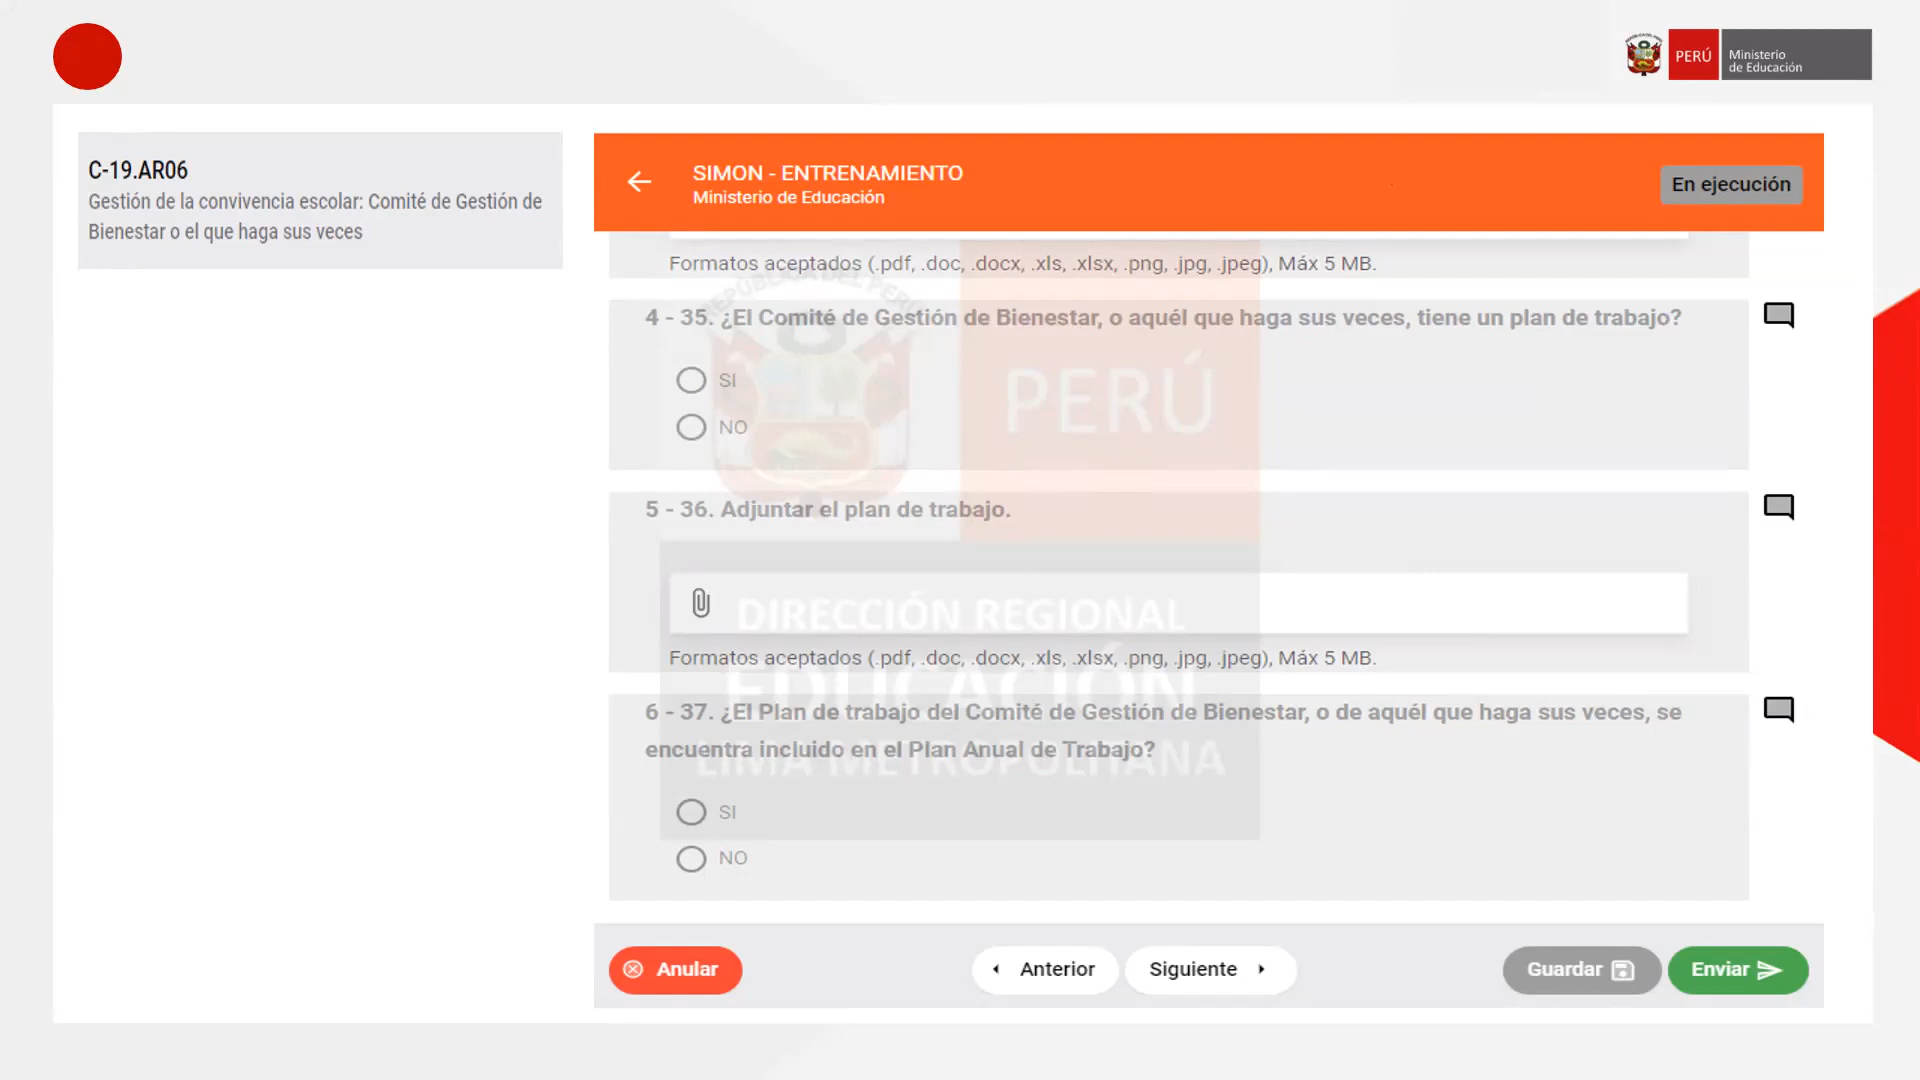 PERÚ
Ministerio
de Educación
C-19.AR06
Gestión de la convivencia escolar: Comité de Gestión de
Bienestar o el que haga sus veces
SIMON - ENTRENAMIENTO
Ministerio de Educación
En ejecución
Formatos aceptados (.pdf, .doc, .docx, .xls, .xlsx, .png, .jpg, .jpeg), Máx 5 MB.
REPÚBLICA DEL PERÚ
4 - 35. ¿El Comité de Gestión de Bienestar, o aquél que haga sus veces, tiene un plan de trabajo?
SI
PERÚ
NO
5 - 36. Adjuntar el plan de trabajo.
DIRECCIÓN REGIONAL
Formatos aceptados (.pdf, .doc, .docx, .xls, .xlsx, .png, .jpg, .jpeg), Máx 5 MB.
EDUCACIÓN
6 - 37. ¿El Plan de trabajo del Comité de Gestión de Bienestar, o de aquél que haga sus veces, se
encuentra incluido en el Plan Anual de Trabajo?
LIMA METROPOLITANA
SI
NO
Anular
Anterior
Siguiente
Guardar
Enviar